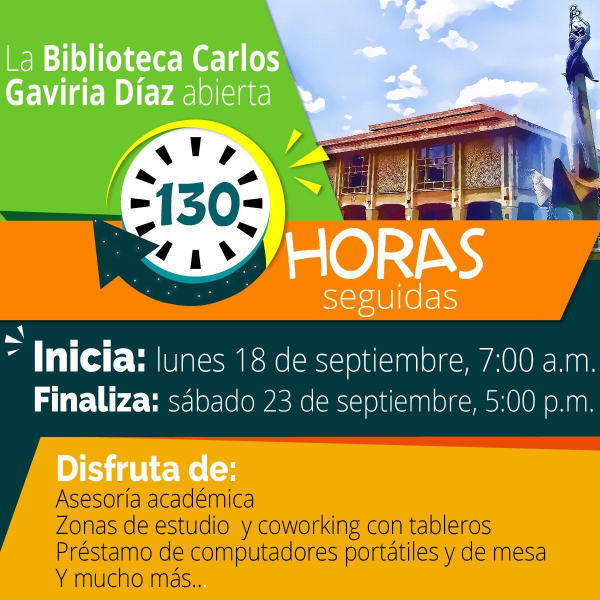 La Biblioteca Carlos
Gaviria Díaz abierta
130
HORAS
seguidas
Inicia: lunes 18 de septiembre, 7:00 a.m.
Finaliza: sábado 23 de septiembre, 5:00 p.m.
Disfruta de:
Asesoría académica
Zonas de estudio y coworking con tableros
Préstamo de computadores portátiles y de mesa
Y mucho más...